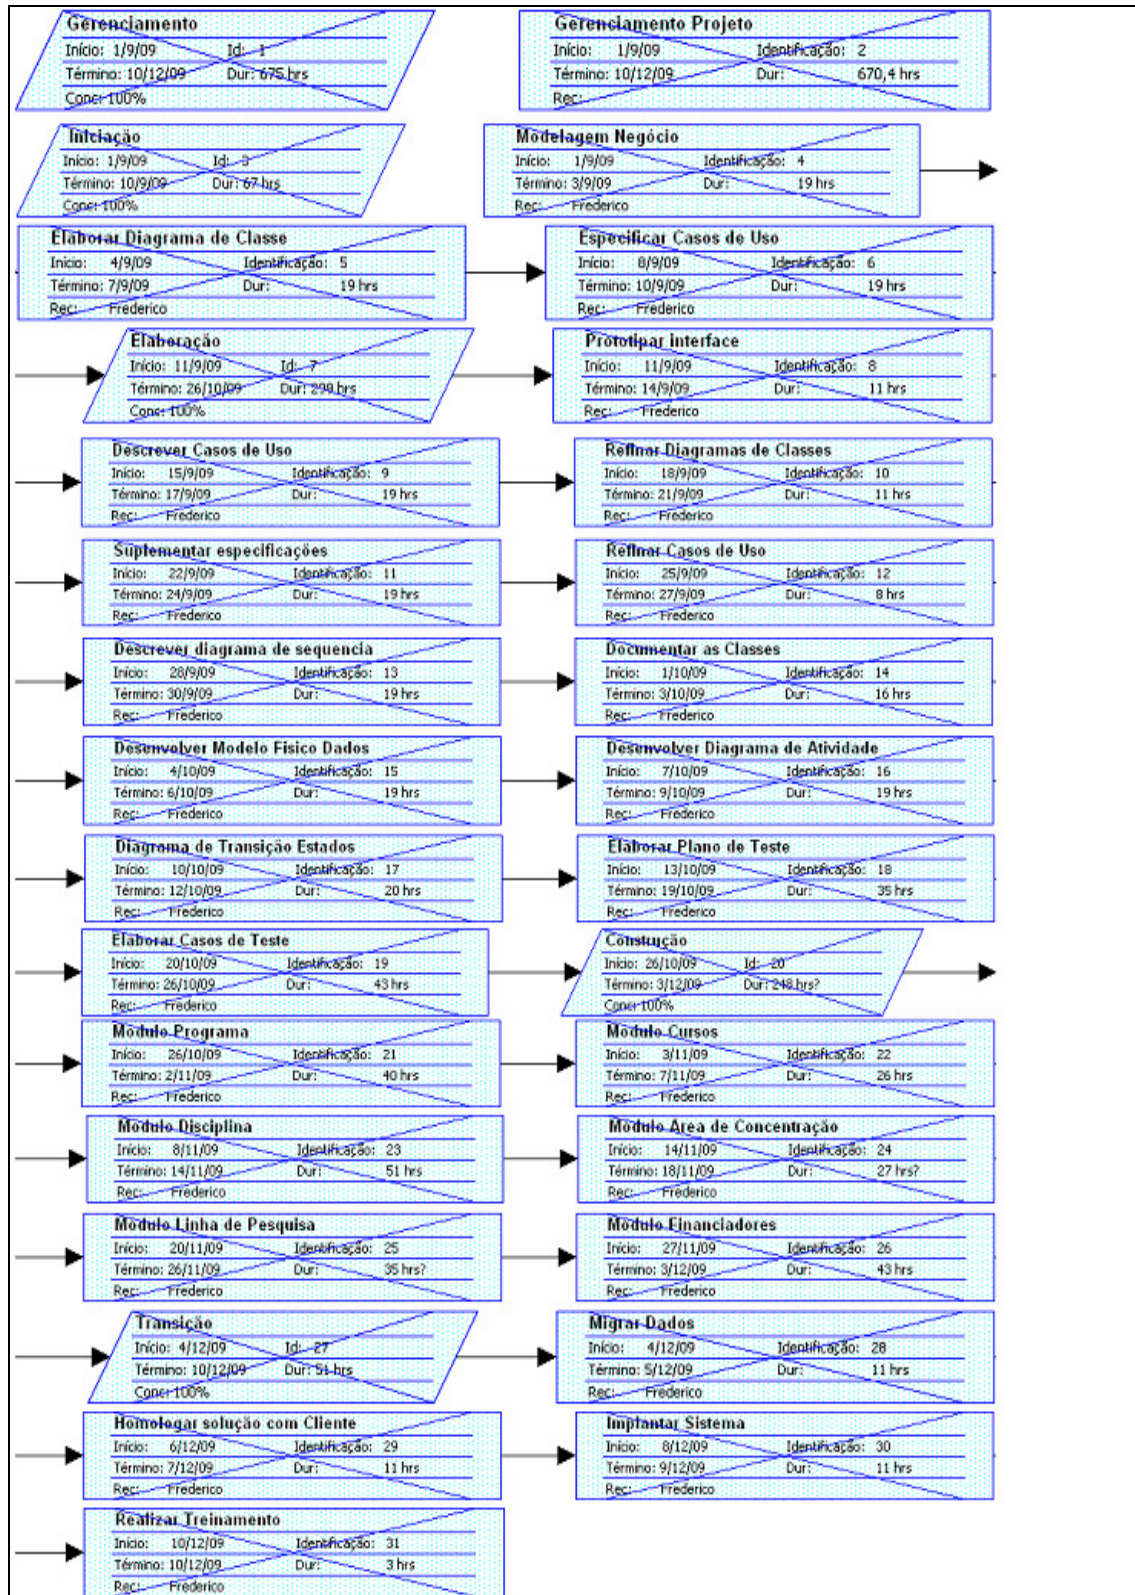 Gerenciamento
Início: 1/9/09 Id: 1
Término: 10/12/09 Dur: 675 hrs
Conc: 100%
Gerenciamento Projeto
Início: 1/9/09 Identificação: 2
Término: 10/12/09 Dur: 670,4 hrs
Rec:
Iniciação
Início: 1/9/09 Id: 3
Término: 10/9/09 Dur: 67 hrs
Conc: 100%
Modelagem Negócio
Início: 1/9/09 Identificação: 4
Término: 3/9/09 Dur: 19 hrs
Rec: Frederico
Elaborar Diagrama de Classe
Início: 4/9/09 Identificação: 5
Término: 7/9/09 Dur: 19 hrs
Rec: Frederico
Especificar Casos de Uso
Início: 8/9/09 Identificação: 6
Término: 10/9/09 Dur: 19 hrs
Rec: Frederico
Elaboração
Início: 11/9/09 Id: 7
Término: 26/10/09 Dur: 299 hrs
Conc: 100%
Prototipar interface
Início: 11/9/09 Identificação: 8
Término: 14/9/09 Dur: 11 hrs
Rec: Frederico
Descrever Casos de Uso
Início: 15/9/09 Identificação: 9
Término: 17/9/09 Dur: 19 hrs
Rec: Frederico
Refinar Diagramas de Classes
Início: 18/9/09 Identificação: 10
Término: 21/9/09 Dur: 11 hrs
Rec: Frederico
Suplementar especificações
Início: 22/9/09 Identificação: 11
Término: 24/9/09 Dur: 19 hrs
Rec: Frederico
Refinar Casos de Uso
Início: 25/9/09 Identificação: 12
Término: 27/9/09 Dur: 8 hrs
Rec: Frederico
Descrever diagrama de sequencia
Início: 28/9/09 Identificação: 13
Término: 30/9/09 Dur: 19 hrs
Rec: Frederico
Documentar as Classes
Início: 1/10/09 Identificação: 14
Término: 3/10/09 Dur: 16 hrs
Rec: Frederico
Desenvolver Modelo Fisico Dados
Início: 4/10/09 Identificação: 15
Término: 6/10/09 Dur: 19 hrs
Rec: Frederico
Desenvolver Diagrama de Atividade
Início: 7/10/09 Identificação: 16
Término: 9/10/09 Dur: 19 hrs
Rec: Frederico
Diagrama de Transição Estados
Início: 10/10/09 Identificação: 17
Término: 12/10/09 Dur: 20 hrs
Rec: Frederico
Elaborar Plano de Teste
Início: 13/10/09 Identificação: 18
Término: 19/10/09 Dur: 35 hrs
Rec: Frederico
Elaborar Casos de Teste
Início: 20/10/09 Identificação: 19
Término: 26/10/09 Dur: 43 hrs
Rec: Frederico
Construção
Início: 26/10/09 Id: 20
Término: 3/12/09 Dur: 248 hrs?
Conc: 100%
Modulo Programa
Início: 26/10/09 Identificação: 21
Término: 2/11/09 Dur: 40 hrs
Rec: Frederico
Modulo Cursos
Início: 3/11/09 Identificação: 22
Término: 7/11/09 Dur: 26 hrs
Rec: Frederico
Modulo Disciplina
Início: 8/11/09 Identificação: 23
Término: 14/11/09 Dur: 51 hrs
Rec: Frederico
Modulo Area de Concentração
Início: 14/11/09 Identificação: 24
Término: 18/11/09 Dur: 27 hrs?
Rec: Frederico
Modulo Linha de Pesquisa
Início: 20/11/09 Identificação: 25
Término: 26/11/09 Dur: 35 hrs?
Rec: Frederico
Modulo Financiadores
Início: 27/11/09 Identificação: 26
Término: 3/12/09 Dur: 43 hrs
Rec: Frederico
Transição
Início: 4/12/09 Id: 27
Término: 10/12/09 Dur: 51 hrs
Conc: 100%
Migrar Dados
Início: 4/12/09 Identificação: 28
Término: 5/12/09 Dur: 11 hrs
Rec: Frederico
Homologar solução com Cliente
Início: 6/12/09 Identificação: 29
Término: 7/12/09 Dur: 11 hrs
Rec: Frederico
Implantar Sistema
Início: 8/12/09 Identificação: 30
Término: 9/12/09 Dur: 11 hrs
Rec: Frederico
Realizar Treinamento
Início: 10/12/09 Identificação: 31
Término: 10/12/09 Dur: 3 hrs
Rec: Frederico